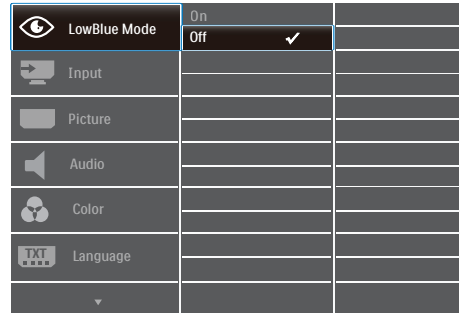 LowBlue Mode
On
Off
Input
Picture
Audio
Color
TXT
Language